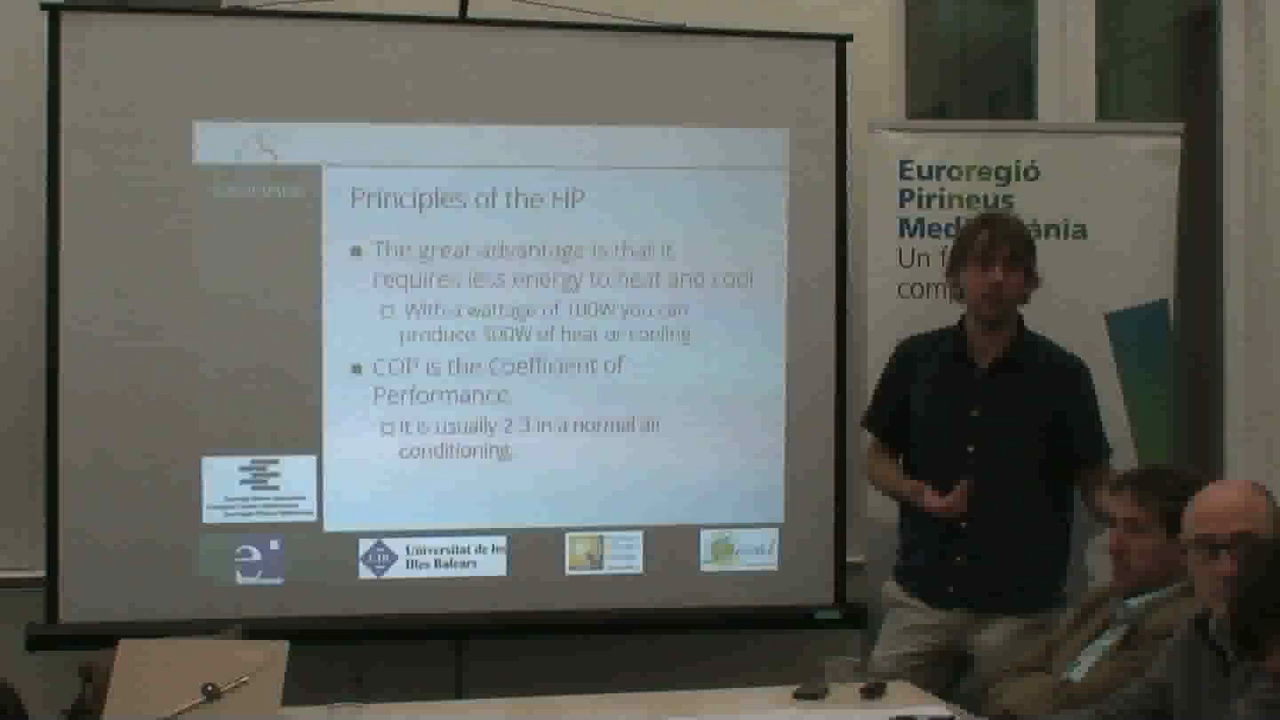 Principles of the HP
The great advantage is that it
requires less energy to heat and cool
With a wattage of 100W you can
produce 300W of heat or cooling
COP is the Coefficient of
Performance
It is usually 2-3 in a normal air
conditioning.
Universitat de les
Illes Balears
Euroregió
Pirineus
Un